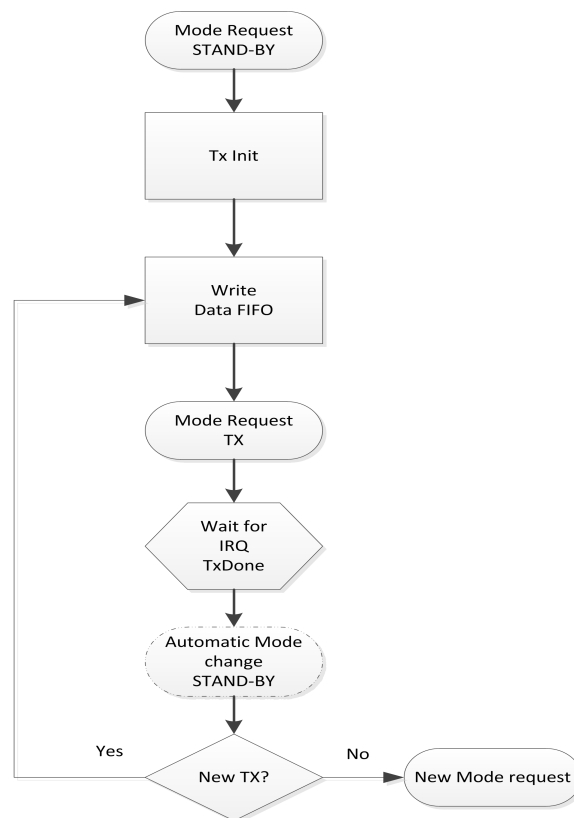 Mode Request
STAND-BY
Tx Init
Write
Data FIFO
Mode Request
TX
Wait for
IRQ
TxDone
Automatic Mode
change
STAND-BY
Yes
No
New TX?
New Mode request